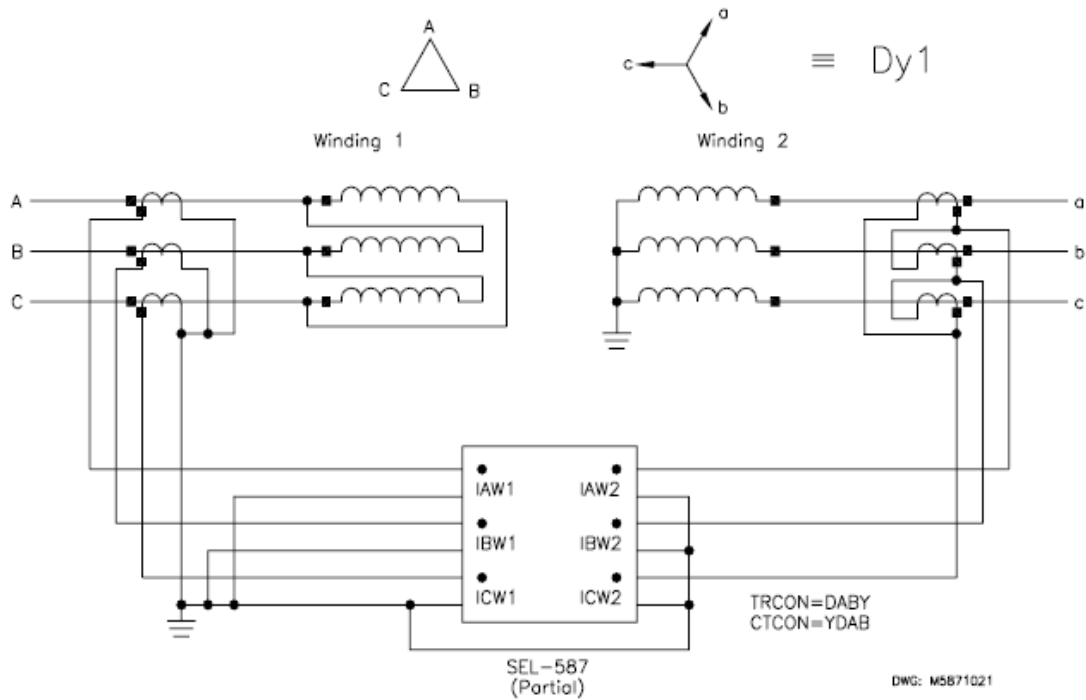 A
C B
a
c
b
≡ Dy1
Winding 1
Winding 2
A
B
C
a
b
c
IAW1 IAW2
IBW1 IBW2
ICW1 ICW2
TRCON=DABY
CTCON=YDAB
SEL-587
(Partial)
DWG: M5871021